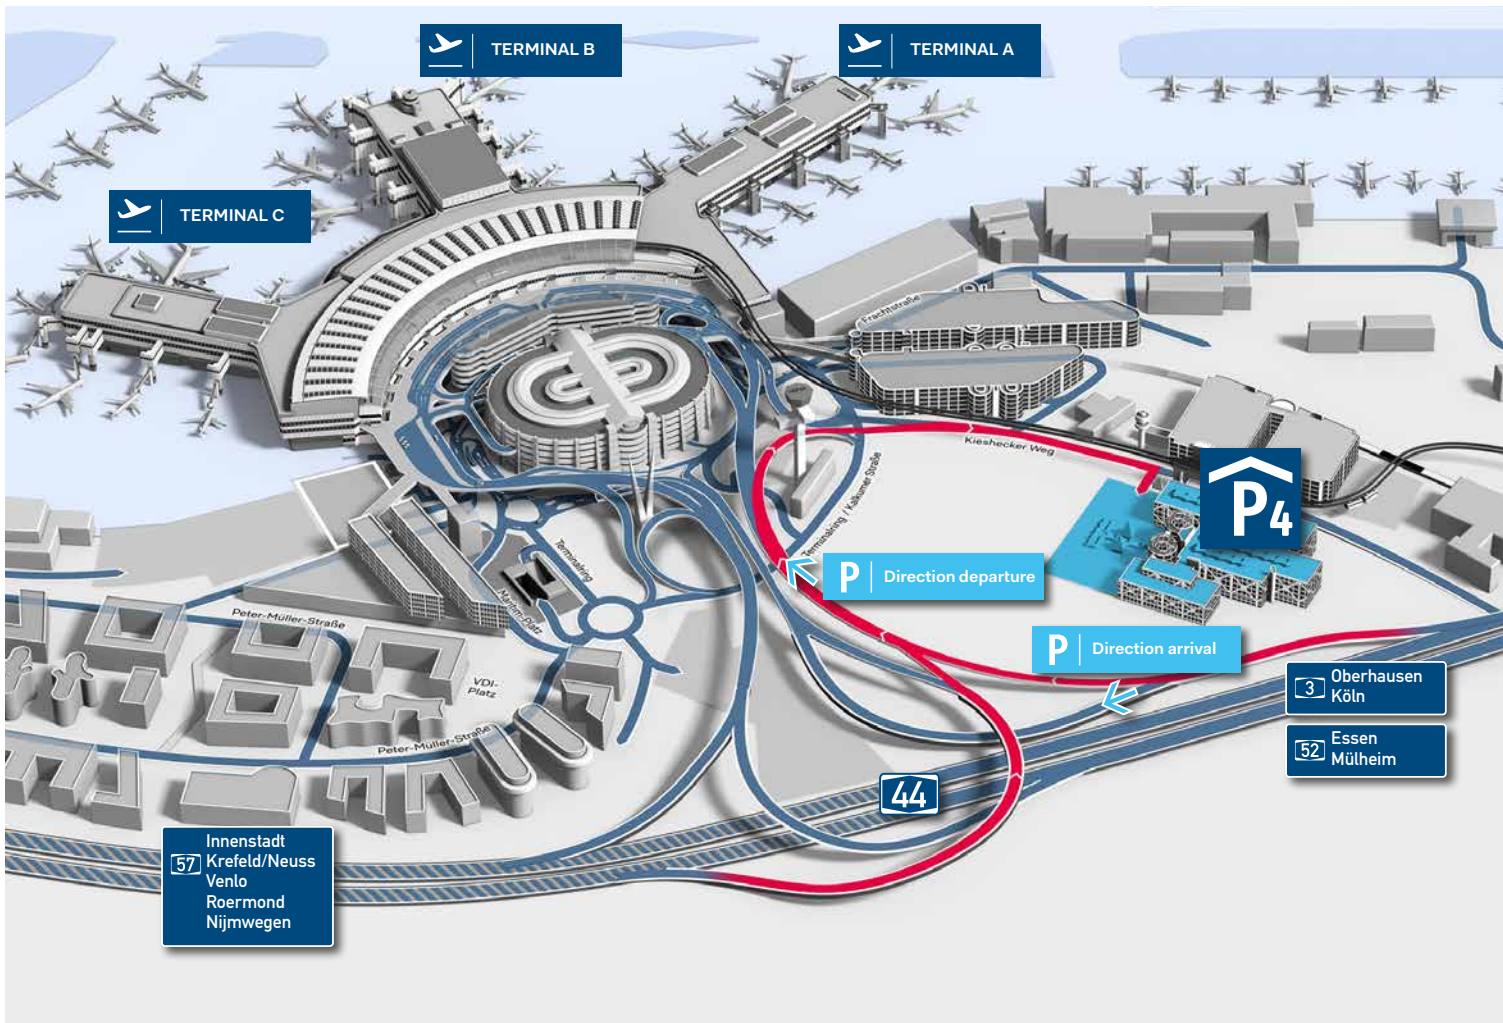 TERMINAL B
TERMINAL A
TERMINAL C
Frachtstraße
Kieshecker Weg
P4
Terminalring / Kalkumer Straße
P Direction departure
Terminalring
Maritim-Platz
Peter-Müller-Straße
P Direction arrival
3 Oberhausen
Köln
VDI-
Platz
Peter-Müller-Straße
52 Essen
Mülheim
44
57 Innenstadt
Krefeld/Neuss
Venlo
Roermond
Nijmwegen